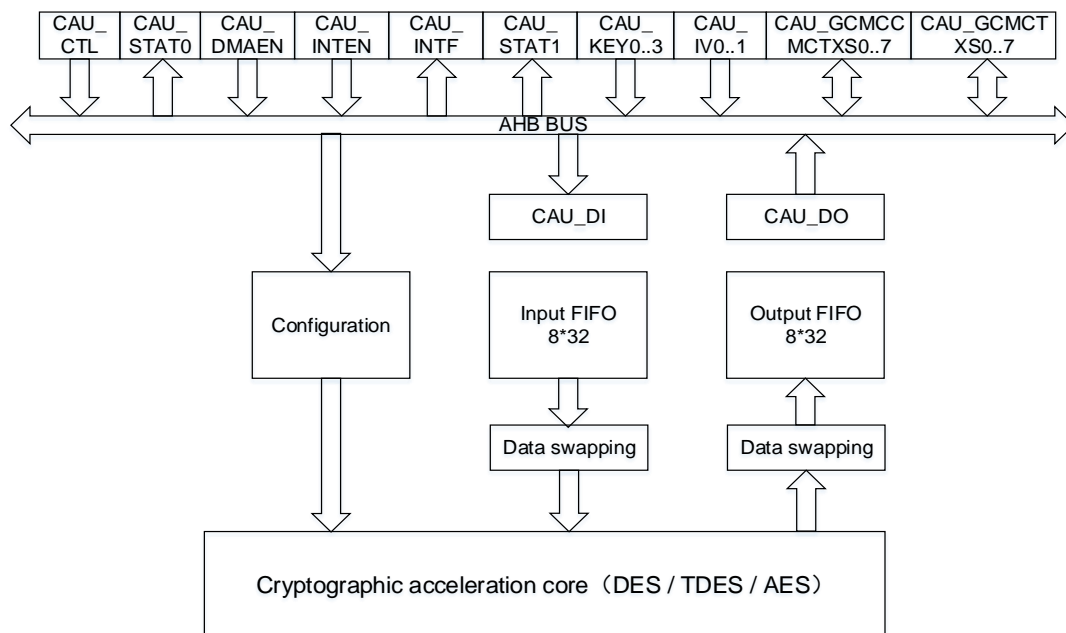 CAU_
CTL
CAU_
STAT0
CAU_
DMAEN
CAU_
INTEN
CAU_
INTF
CAU_
STAT1
CAU_
KEY0..3
CAU_
IV0..1
CAU_GCMCC
MCTXS0..7
CAU_GCMCT
XS0..7
AHB BUS
CAU_DI
CAU_DO
Configuration
Input FIFO
8*32
Output FIFO
8*32
Data swapping
Data swapping
Cryptographic acceleration core（DES / TDES / AES）